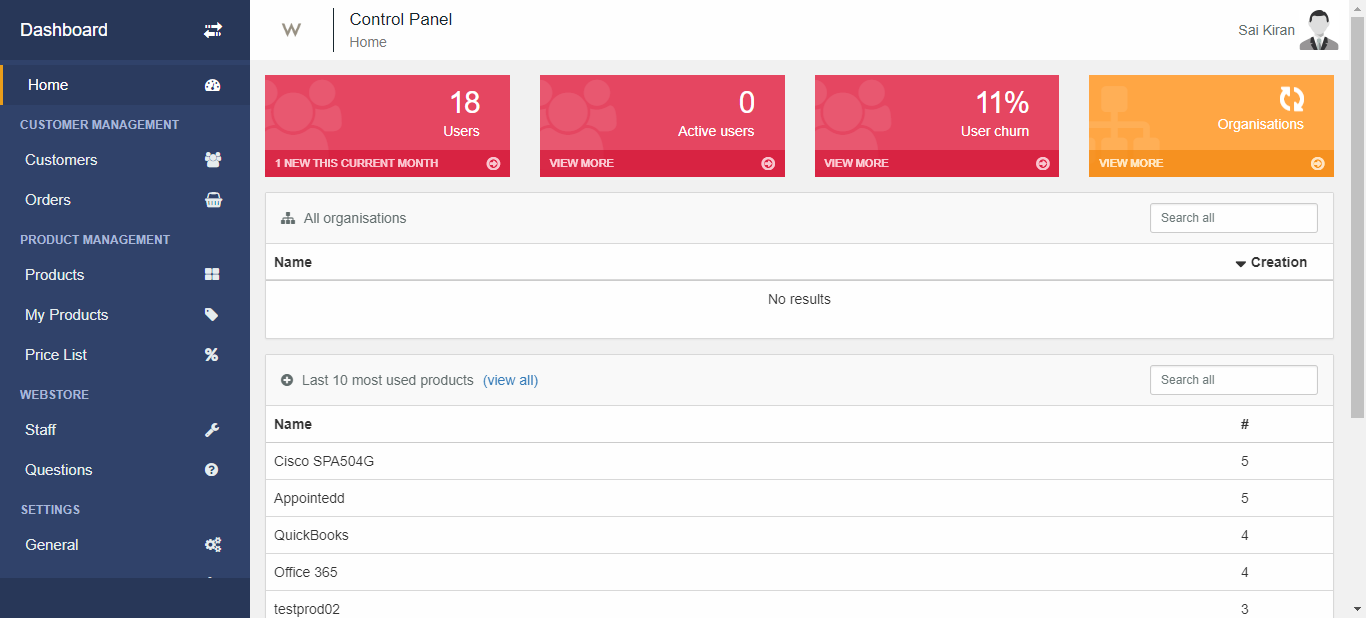 Dashboard
Home
CUSTOMER MANAGEMENT
Customers
Orders
PRODUCT MANAGEMENT
Products
My Products
Price List
WEBSTORE
Staff
Questions
SETTINGS
General
W
Control Panel
Home
Sai Kiran
18
Users
1 NEW THIS CURRENT MONTH
0
Active users
VIEW MORE
11%
User churn
VIEW MORE
Organisations
VIEW MORE
All organisations
Search all
Name Creation
No results
Last 10 most used products (view all)
Search all
Name #
Cisco SPA504G 5
Appointedd 5
QuickBooks 4
Office 365 4
testprod02 3